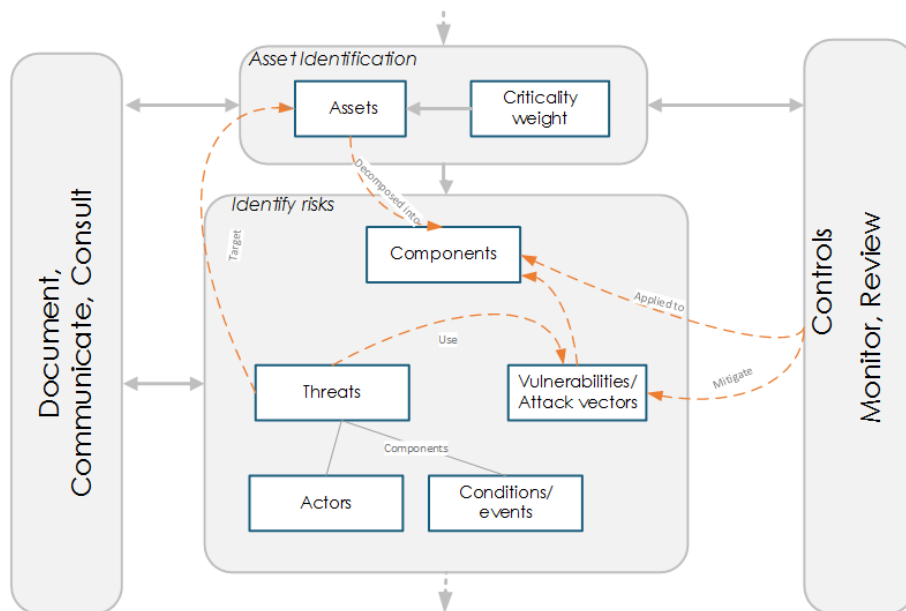 Asset Identification
Assets
Criticality
weight
Decomposed into
Identify risks
Components
Target
Applied to
Use
Mitigate
Threats
Vulnerabilities/
Attack vectors
Components
Actors
Conditions/
events
Document,
Communicate, Consult
Controls
Monitor, Review